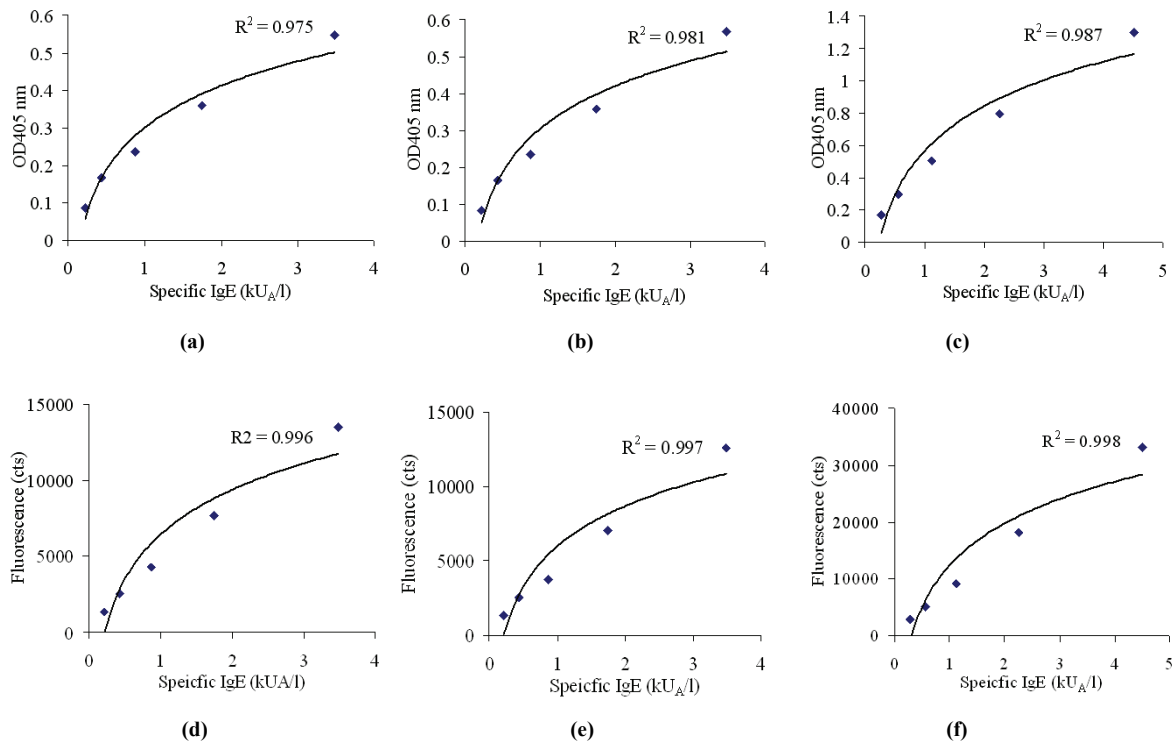 R² = 0.975
OD405 nm
0.6
0.5
0.4
0.3
0.2
0.1
0
0 1 2 3 4
Specific IgE (kU_A/l)
(a)
R² = 0.981
OD405 nm
0.6
0.5
0.4
0.3
0.2
0.1
0
0 1 2 3 4
Specific IgE (kU_A/l)
(b)
R² = 0.987
OD405 nm
1.4
1.2
1
0.8
0.6
0.4
0.2
0
0 1 2 3 4 5
Specific IgE (kU_A/l)
(c)
R2 = 0.996
Fluorescence (cts)
15000
10000
5000
0
0 1 2 3 4
Speicfic IgE (kUA/l)
(d)
R² = 0.997
Fluorescence (cts)
15000
10000
5000
0
0 1 2 3 4
Speicfic IgE (kU_A/l)
(e)
R² = 0.998
Fluorescence (cts)
40000
30000
20000
10000
0
0 1 2 3 4 5
Speicfic IgE (kU_A/l)
(f)